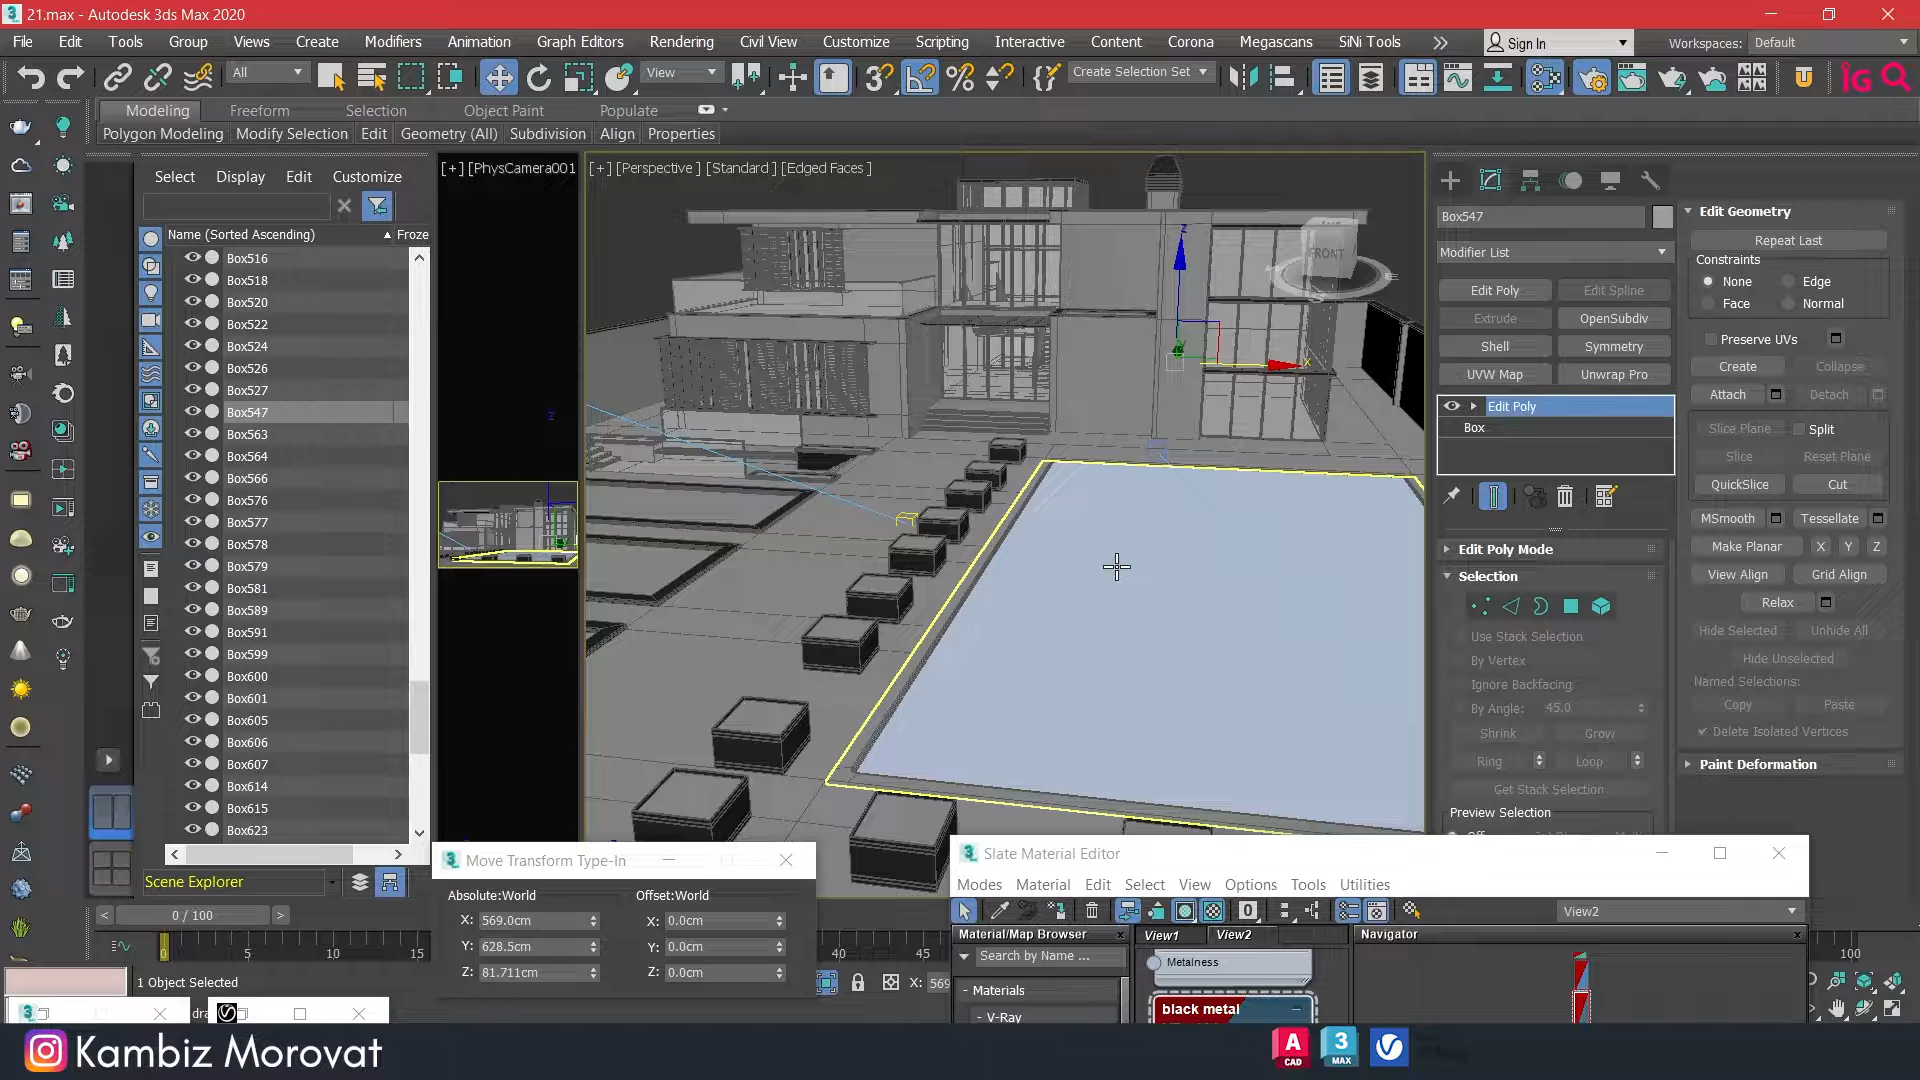 21.max - Autodesk 3ds Max 2020
File Edit Tools Group Views Create Modifiers Animation Graph Editors Rendering Civil View Customize Scripting Interactive Content Corona Megascans SiNi Tools Sign In Workspaces: Default
All View Create Selection Set
Modeling Freeform Selection Object Paint Populate
Polygon Modeling Modify Selection Edit Geometry (All) Subdivision Align Properties
Select Display Edit Customize
Name (Sorted Ascending) Froze
Box516
Box518
Box520
Box522
Box524
Box526
Box527
Box547
Box563
Box564
Box566
Box576
Box577
Box578
Box579
Box581
Box589
Box591
Box599
Box600
Box601
Box605
Box606
Box607
Box614
Box615
Box623
Scene Explorer
0 / 100
[+] [PhysCamera001
[+] [Perspective ] [Standard ] [Edged Faces ]
FRONT
z
x
Box547
Modifier List
Edit Poly Edit Spline
Extrude OpenSubdiv
Shell Symmetry
UVW Map Unwrap Pro
Edit Poly
Box
Edit Poly Mode
Selection
Use Stack Selection
By Vertex
Ignore Backfacing
By Angle: 45.0
Shrink Grow
Ring Loop
Get Stack Selection
Preview Selection
Edit Geometry
Repeat Last
Constraints
None Edge
Face Normal
Preserve UVs
Create Collapse
Attach Detach
Slice Plane Split
Slice Reset Plane
QuickSlice Cut
MSmooth Tessellate
Make Planar X Y Z
View Align Grid Align
Relax
Hide Selected Unhide All
Hide Unselected
Named Selections:
Copy Paste
Delete Isolated Vertices
Paint Deformation
Move Transform Type-In
Absolute:World Offset:World
X: 569.0cm X: 0.0cm
Y: 628.5cm Y: 0.0cm
Z: 81.711cm Z: 0.0cm
Slate Material Editor
Modes Material Edit Select View Options Tools Utilities
View2
Material/Map Browser View1 View2 Navigator
Search by Name ...
- Materials
- V-Ray
Metalness
black metal
0 5 10 15 40 45 100
1 Object Selected
X: 569
dra
Kambiz Morovat
A CAD
3 MAX